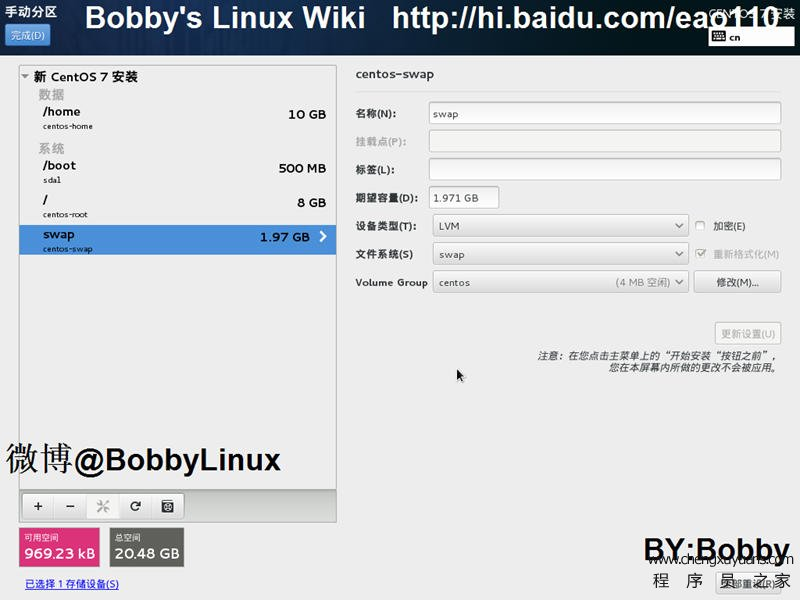 手动分区
完成(D)
Bobby's Linux Wiki http://hi.baidu.com/eao110
CENTOS 7 安装
cn
新 CentOS 7 安装
数据
/home 10 GB
centos-home
系统
/boot 500 MB
sda1
/ 8 GB
centos-root
swap 1.97 GB
centos-swap
centos-swap
名称(N): swap
挂载点(P):
标签(L):
期望容量(D): 1.971 GB
设备类型(T): LVM 加密(E)
文件系统(S) swap 重新格式化(M)
Volume Group centos (4 MB 空闲) 修改(M)...
更新设置(U)
注意：在您点击主菜单上的“开始安装“按钮之前”，
您在本屏幕内所做的更改不会被应用。
微博@BobbyLinux
可用空间
969.23 kB
总空间
20.48 GB
已选择 1 存储设备(S)
BY:Bobby
www.chengxuyuans.com
程序员之家